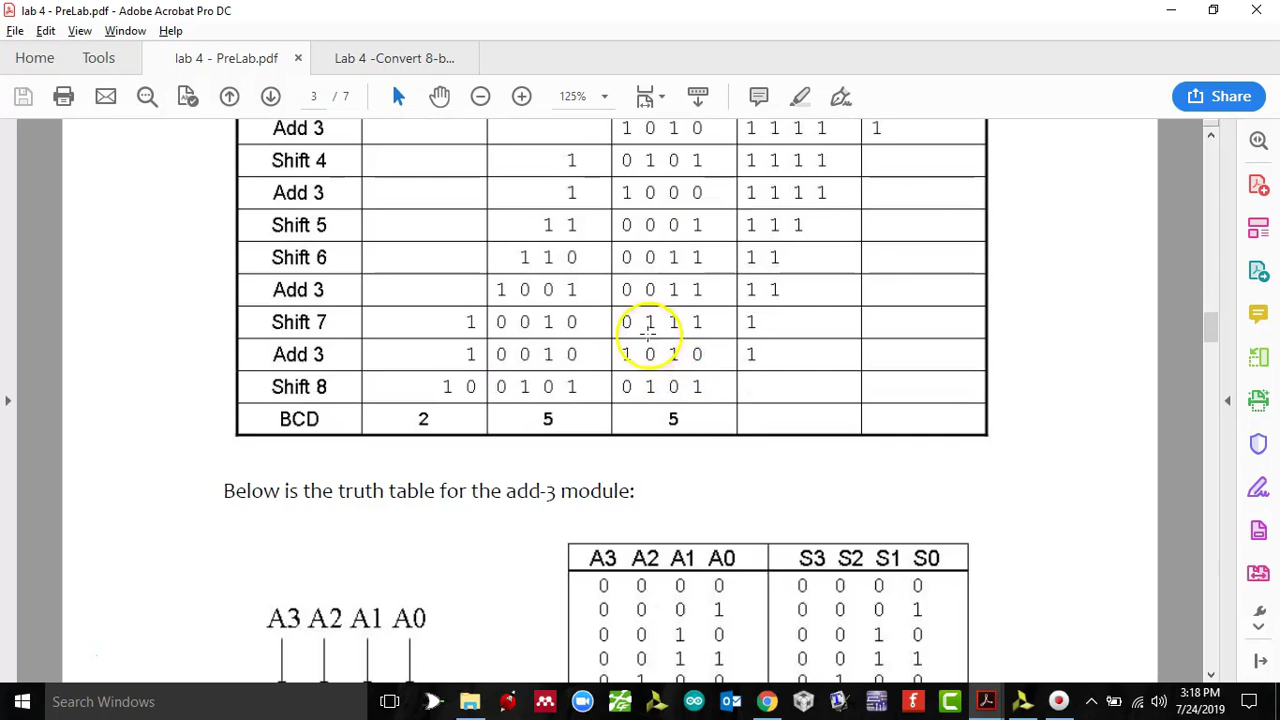 lab 4 - PreLab.pdf - Adobe Acrobat Pro DC
File Edit View Window Help
Home Tools lab 4 - PreLab.pdf Lab 4 -Convert 8-b...
3 / 7 125% Share
Add 3 1 0 1 0 1 1 1 1 1
Shift 4 1 0 1 0 1 1 1 1 1
Add 3 1 1 0 0 0 1 1 1 1
Shift 5 1 1 0 0 0 1 1 1 1
Shift 6 1 1 0 0 0 1 1 1 1
Add 3 1 0 0 1 0 0 1 1 1 1
Shift 7 1 0 0 1 0 0 1 1 1 1
Add 3 1 0 0 1 0 1 0 1 0 1
Shift 8 1 0 0 1 0 1 0 1 0 1
BCD 2 5 5
Below is the truth table for the add-3 module:
A3 A2 A1 A0 S3 S2 S1 S0
0 0 0 0 0 0 0 0
0 0 0 1 0 0 0 1
A3 A2 A1 A0
0 0 1 0 0 0 1 0
0 0 1 1 0 0 1 1
Search Windows
3:18 PM
7/24/2019